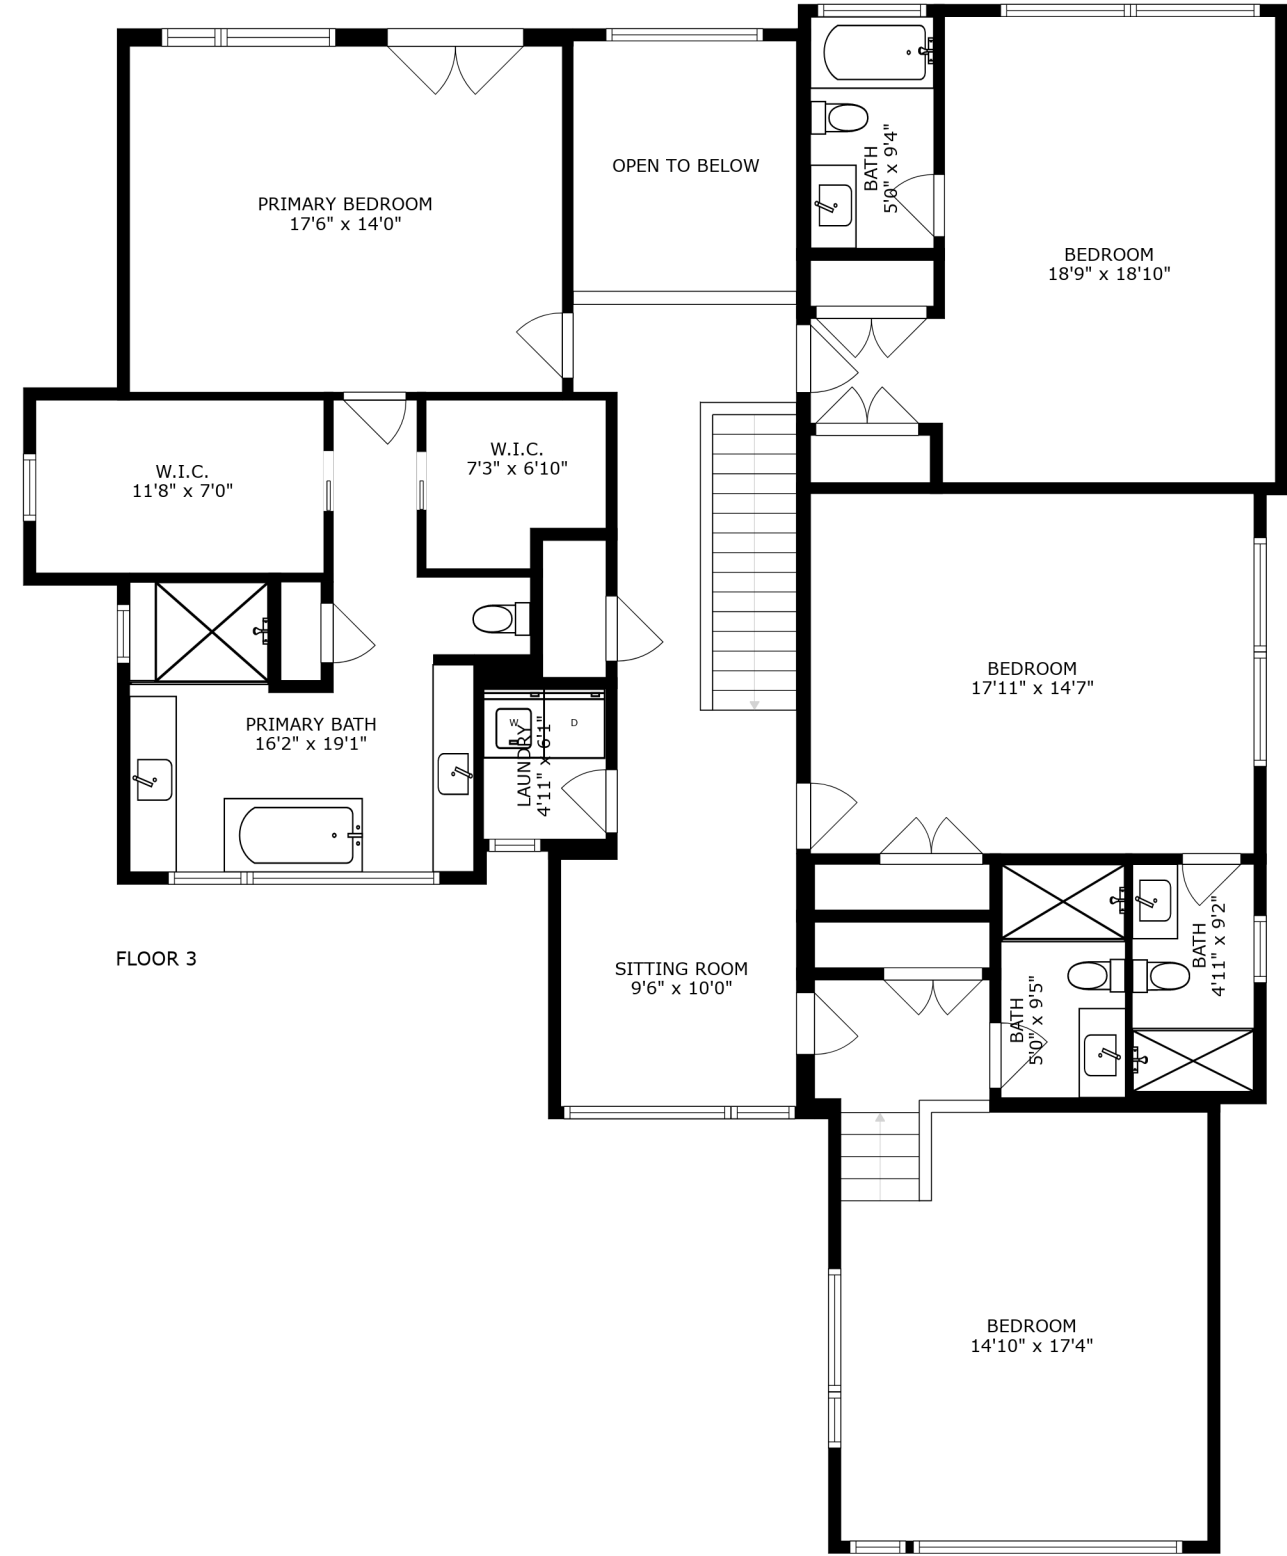 OPEN TO BELOW
BATH
5'0" x 9'4"
PRIMARY BEDROOM
17'6" x 14'0"
BEDROOM
18'9" x 18'10"
W.I.C.
11'8" x 7'0"
W.I.C.
7'3" x 6'10"
BEDROOM
17'11" x 14'7"
PRIMARY BATH
16'2" x 19'1"
LAUNDRY
4'11" x 6'1"
W
D
FLOOR 3
SITTING ROOM
9'6" x 10'0"
BATH
5'0" x 9'5"
BATH
4'11" x 9'2"
BEDROOM
14'10" x 17'4"